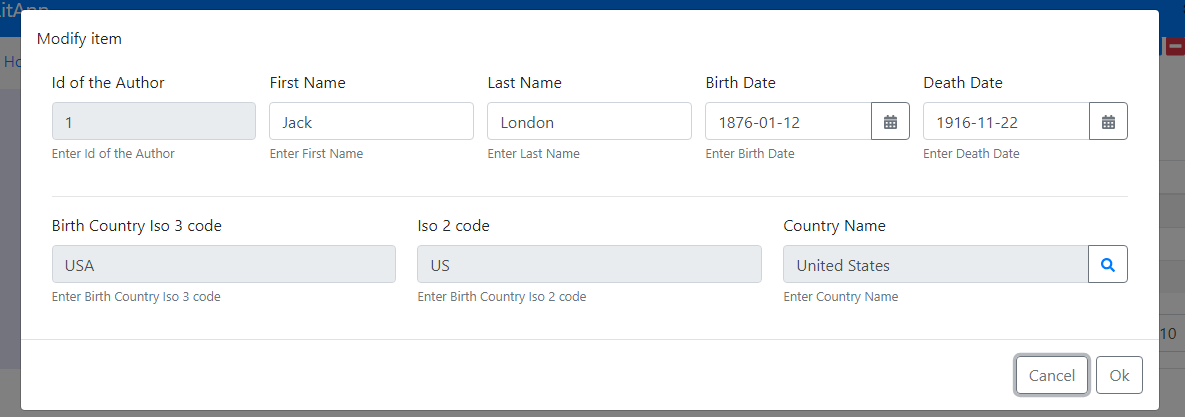 Modify item
Id of the Author First Name Last Name Birth Date Death Date
1 Jack London 1876-01-12 1916-11-22
Enter Id of the Author Enter First Name Enter Last Name Enter Birth Date Enter Death Date
Birth Country Iso 3 code Iso 2 code Country Name
USA US United States
Enter Birth Country Iso 3 code Enter Birth Country Iso 2 code Enter Country Name
10
Cancel Ok